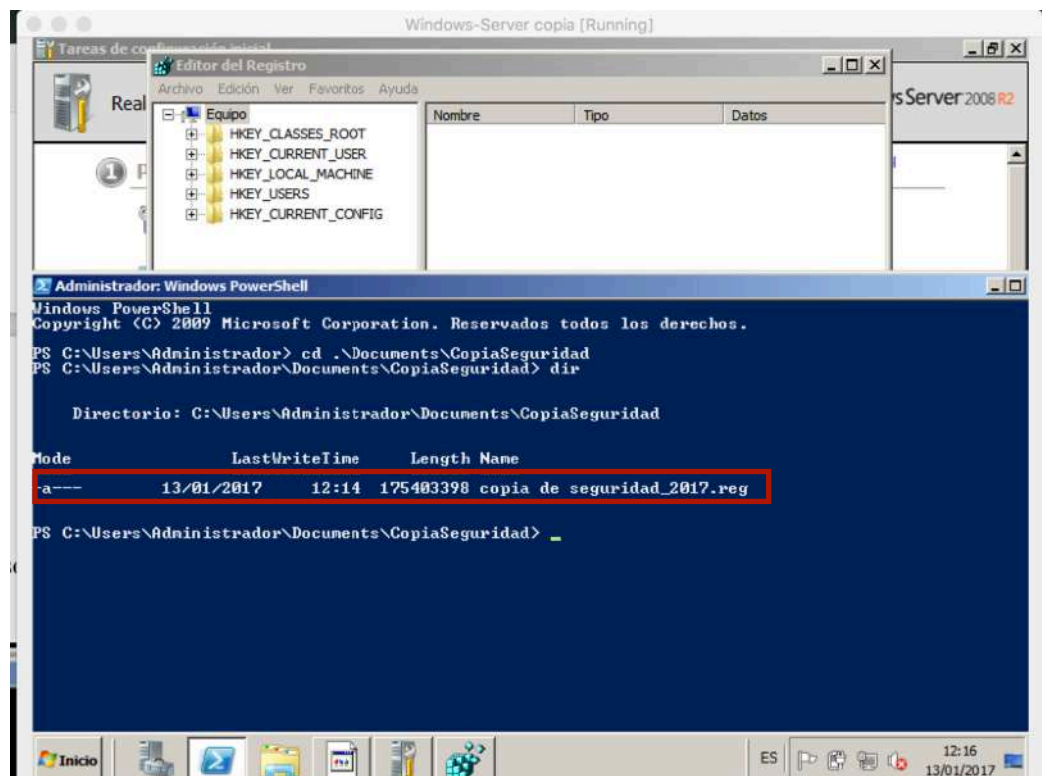 Windows-Server copia [Running]
Tareas de configuración inicial
Editor del Registro
Archivo Edición Ver Favoritos Ayuda
Real
Server 2008 R2
Equipo
Nombre Tipo Datos
HKEY_CLASSES_ROOT
HKEY_CURRENT_USER
HKEY_LOCAL_MACHINE
HKEY_USERS
HKEY_CURRENT_CONFIG
1
Administrador: Windows PowerShell
Windows PowerShell
Copyright (C) 2009 Microsoft Corporation. Reservados todos los derechos.
PS C:\Users\Administrador> cd .\Documents\CopiaSeguridad
PS C:\Users\Administrador\Documents\CopiaSeguridad> dir
Directorio: C:\Users\Administrador\Documents\CopiaSeguridad
Mode LastWriteTime Length Name
-a--- 13/01/2017 12:14 175403398 copia de seguridad_2017.reg
PS C:\Users\Administrador\Documents\CopiaSeguridad> _
Inicio
ES
12:16
13/01/2017